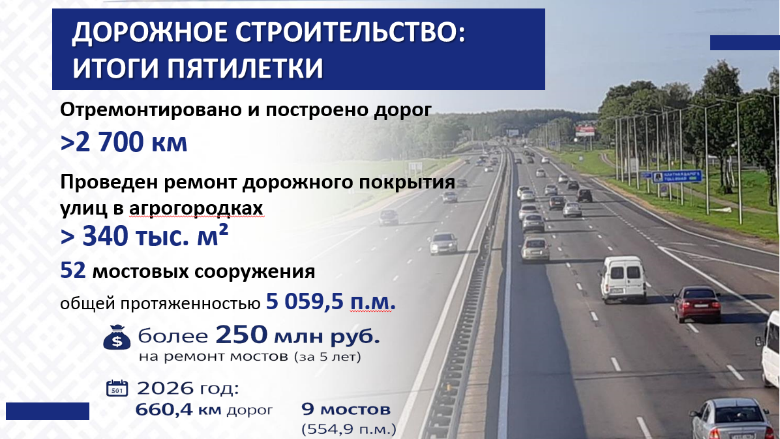 ДОРОЖНОЕ СТРОИТЕЛЬСТВО:
ИТОГИ ПЯТИЛЕТКИ
Отремонтировано и построено дорог
>2 700 км
Проведен ремонт дорожного покрытия
улиц в агрогородках
> 340 тыс. м²
52 мостовых сооружения
общей протяженностью 5 059,5 п.м.
$ более 250 млн руб.
на ремонт мостов (за 5 лет)
2026 год:
660,4 км дорог 9 мостов
(554,9 п.м.)